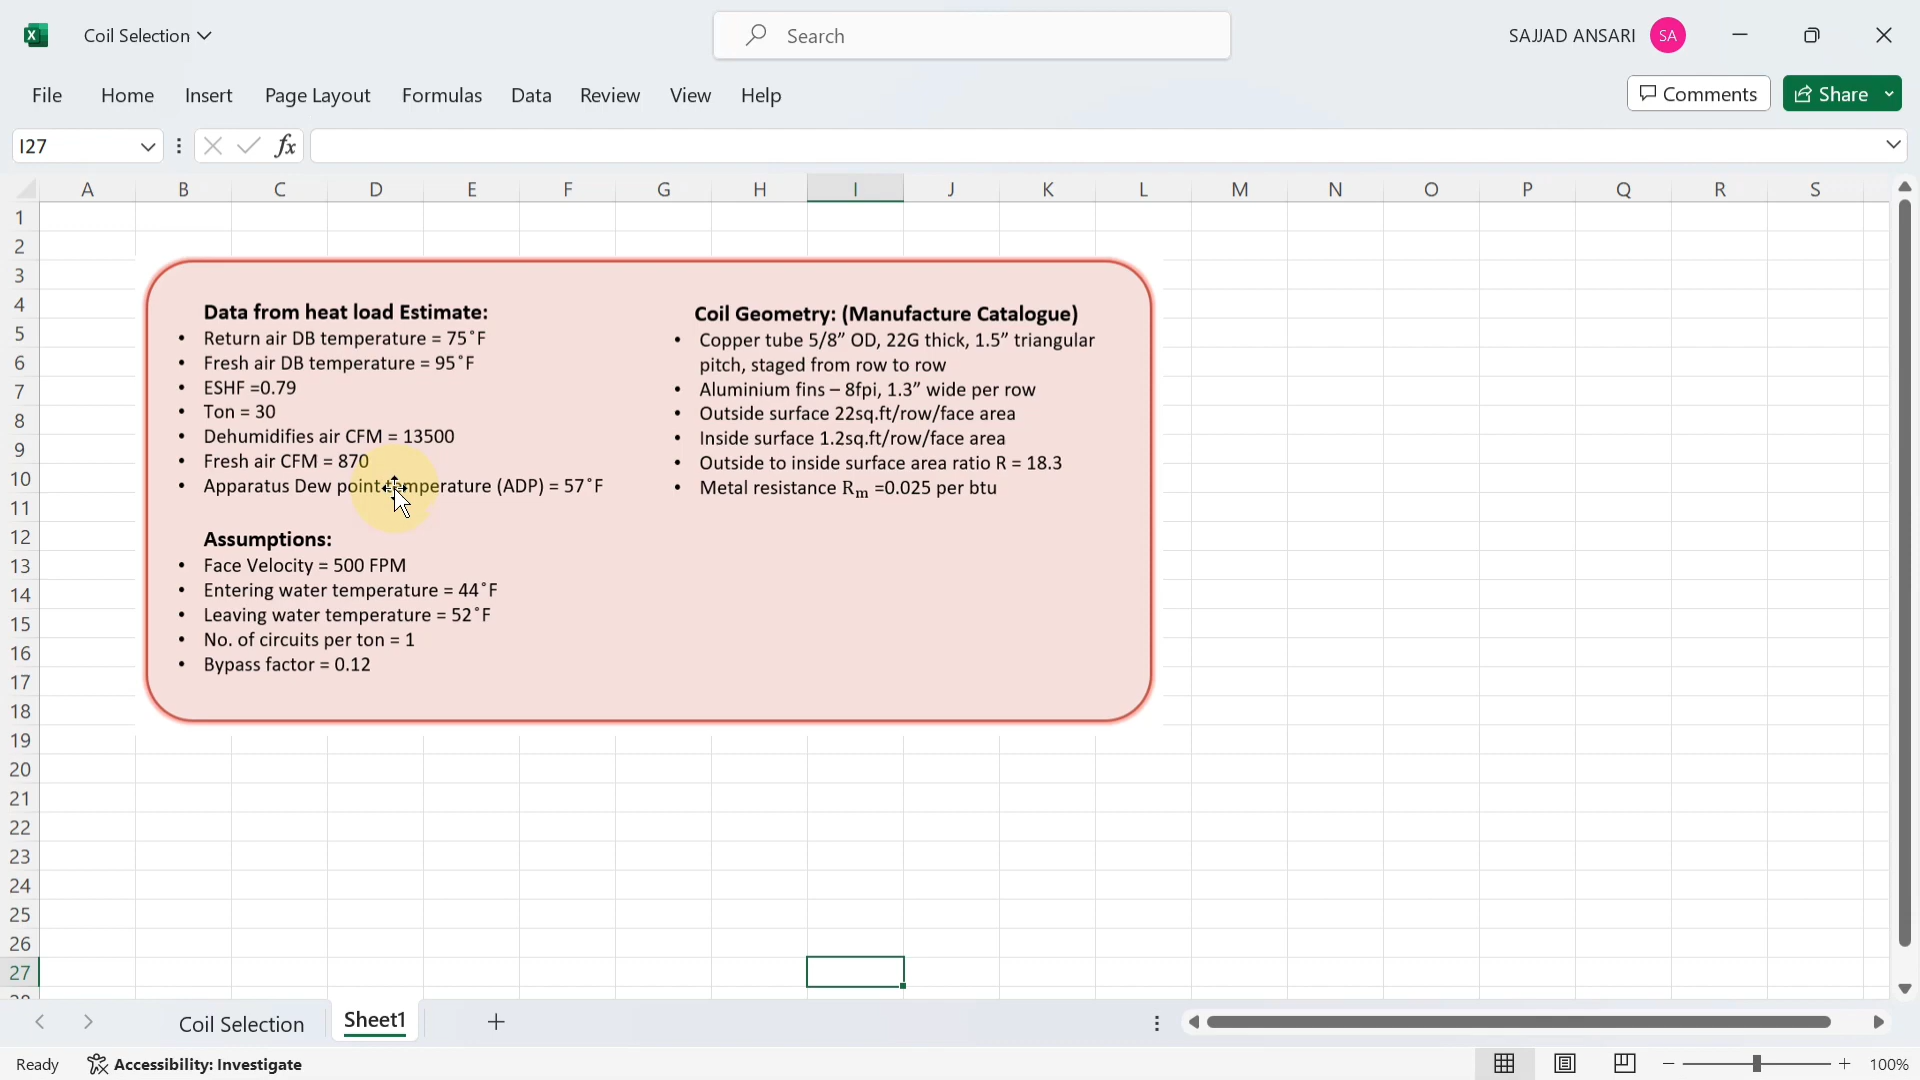 Coil Selection
Search
SAJJAD ANSARI SA
File Home Insert Page Layout Formulas Data Review View Help
Comments Share
I27 fx
A B C D E F G H I J K L M N O P Q R S
1
2
3
4
5
6
7
8
9
10
11
12
13
14
15
16
17
18
19
20
21
22
23
24
25
26
27
28
Data from heat load Estimate:
• Return air DB temperature = 75˚F
• Fresh air DB temperature = 95˚F
• ESHF =0.79
• Ton = 30
• Dehumidifies air CFM = 13500
• Fresh air CFM = 870
• Apparatus Dew point temperature (ADP) = 57˚F
Assumptions:
• Face Velocity = 500 FPM
• Entering water temperature = 44˚F
• Leaving water temperature = 52˚F
• No. of circuits per ton = 1
• Bypass factor = 0.12
Coil Geometry: (Manufacture Catalogue)
• Copper tube 5/8” OD, 22G thick, 1.5” triangular
pitch, staged from row to row
• Aluminium fins – 8fpi, 1.3” wide per row
• Outside surface 22sq.ft/row/face area
• Inside surface 1.2sq.ft/row/face area
• Outside to inside surface area ratio R = 18.3
• Metal resistance Rm =0.025 per btu
Coil Selection Sheet1
Ready Accessibility: Investigate 100%